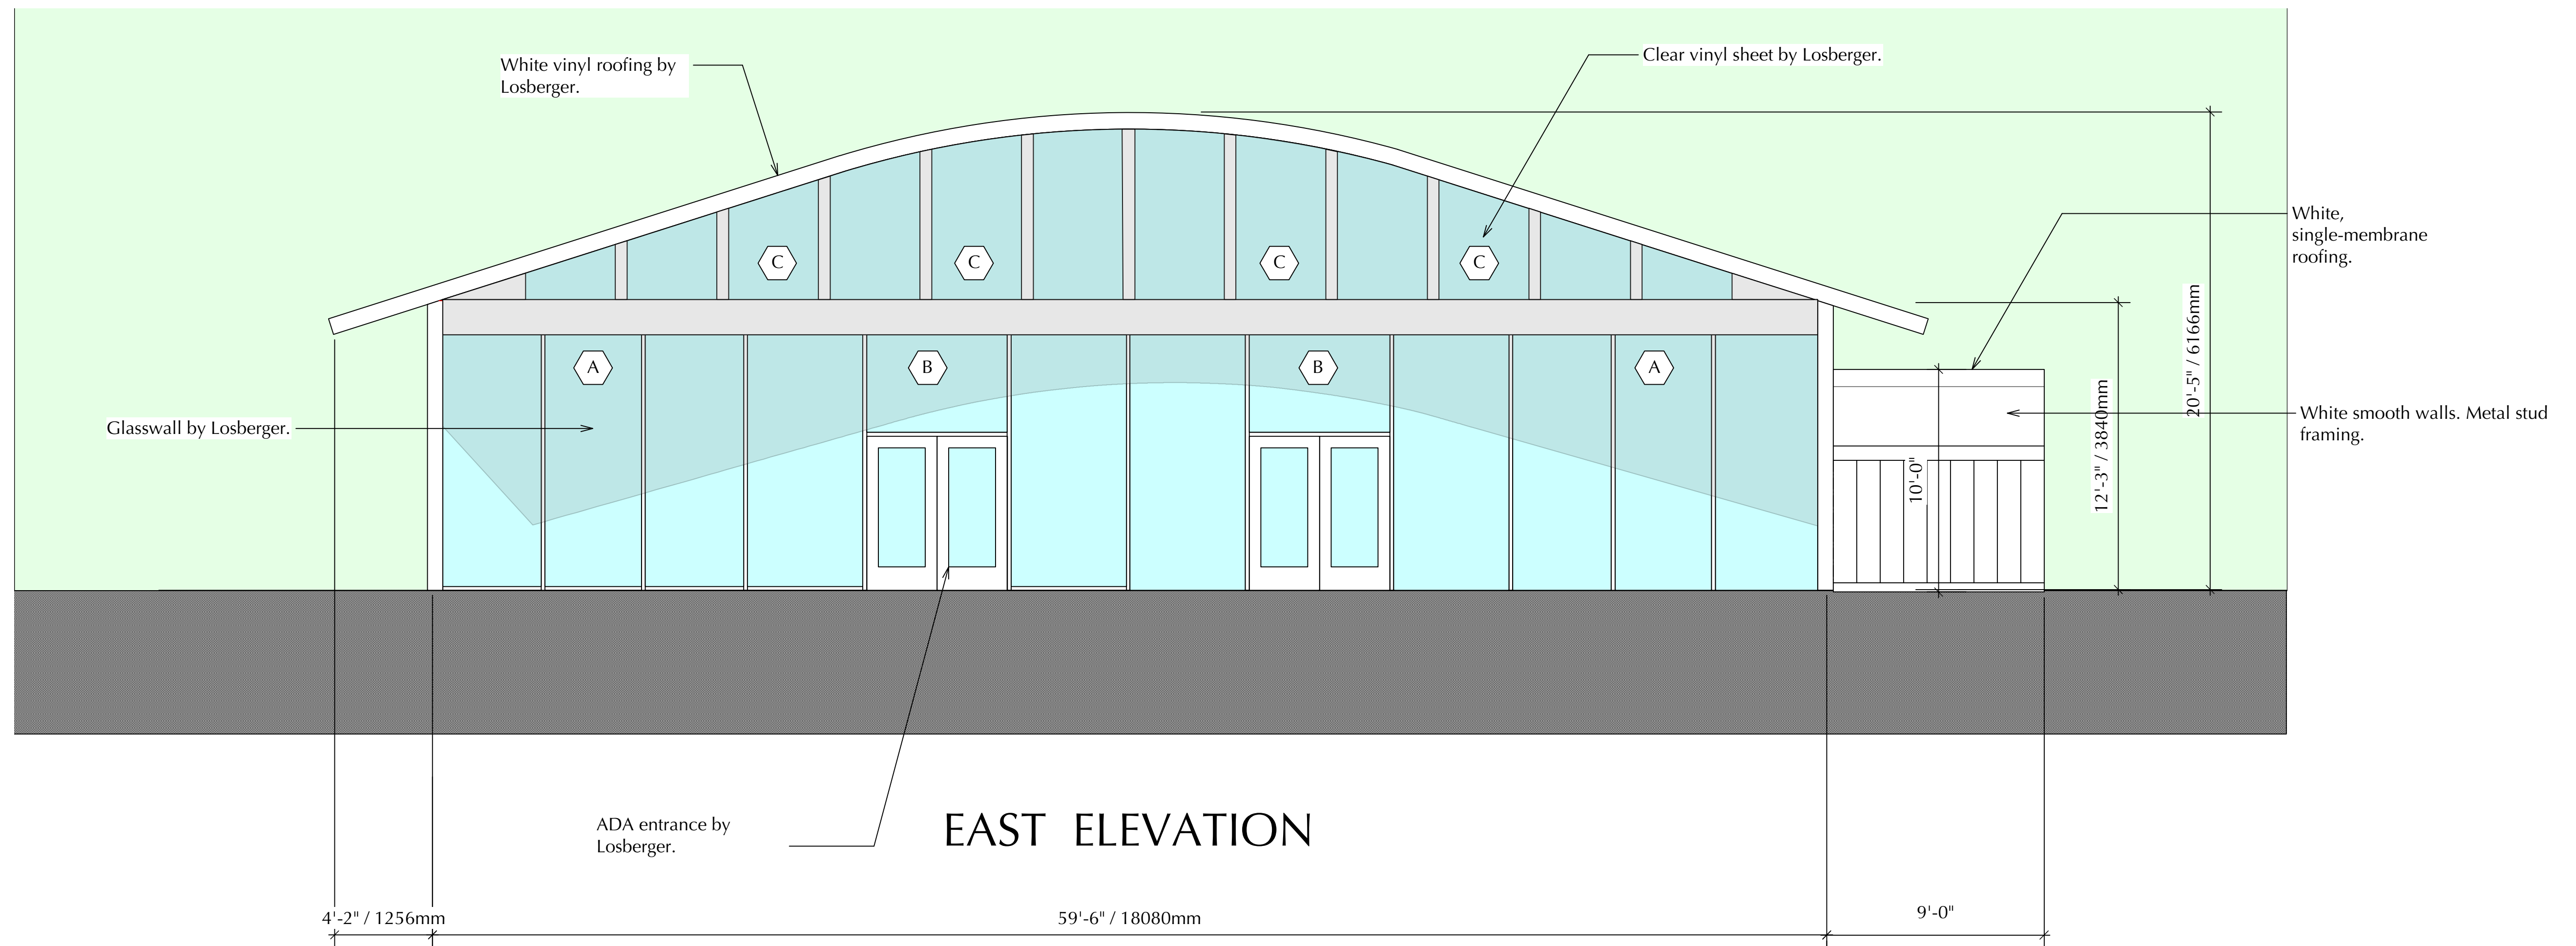 White vinyl roofing by
Losberger.
Clear vinyl sheet by Losberger.
White,
single-membrane
roofing.
C
C
C
C
20'-5" / 6166mm
A
B
B
A
Glasswall by Losberger.
10'-0"
12'-3" / 3840mm
White smooth walls. Metal stud
framing.
ADA entrance by
Losberger.
EAST ELEVATION
4'-2" / 1256mm
59'-6" / 18080mm
9'-0"